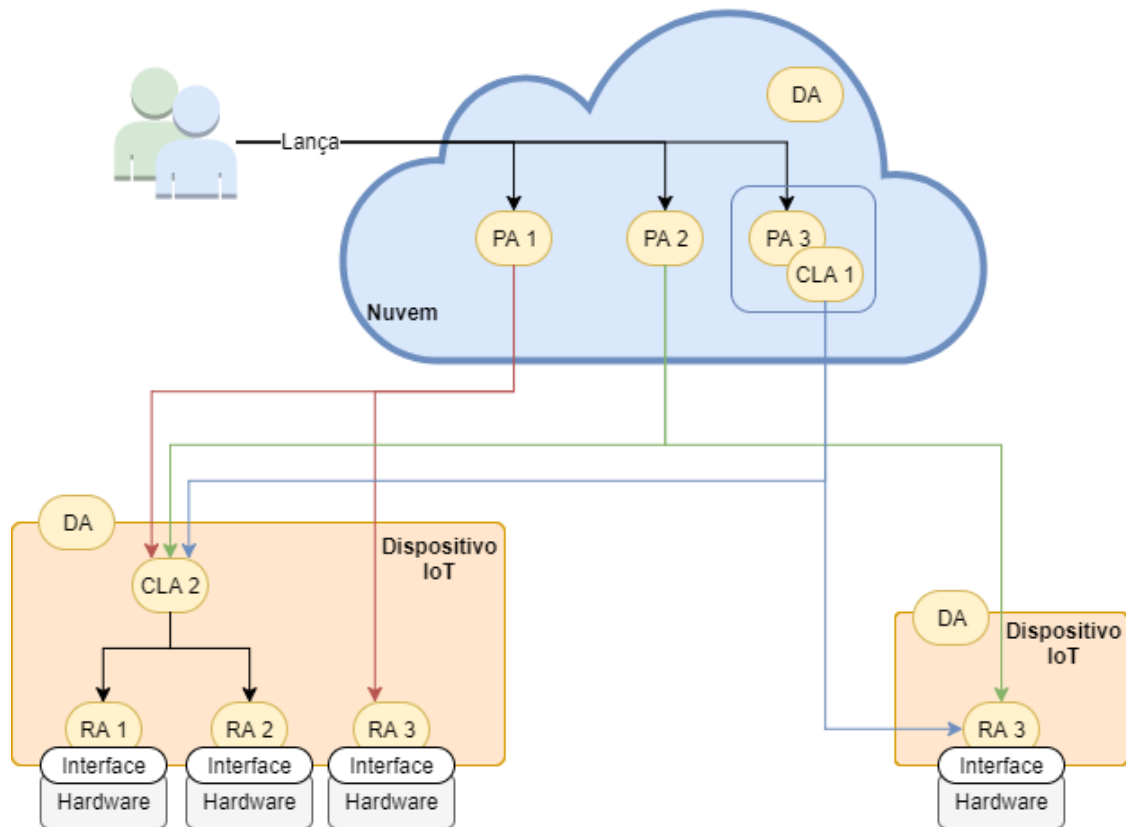 DA
Lança
PA 1
PA 2
PA 3
CLA 1
Nuvem
DA
Dispositivo
IoT
CLA 2
RA 1
RA 2
RA 3
Interface
Interface
Interface
Hardware
Hardware
Hardware
DA
Dispositivo
IoT
RA 3
Interface
Hardware